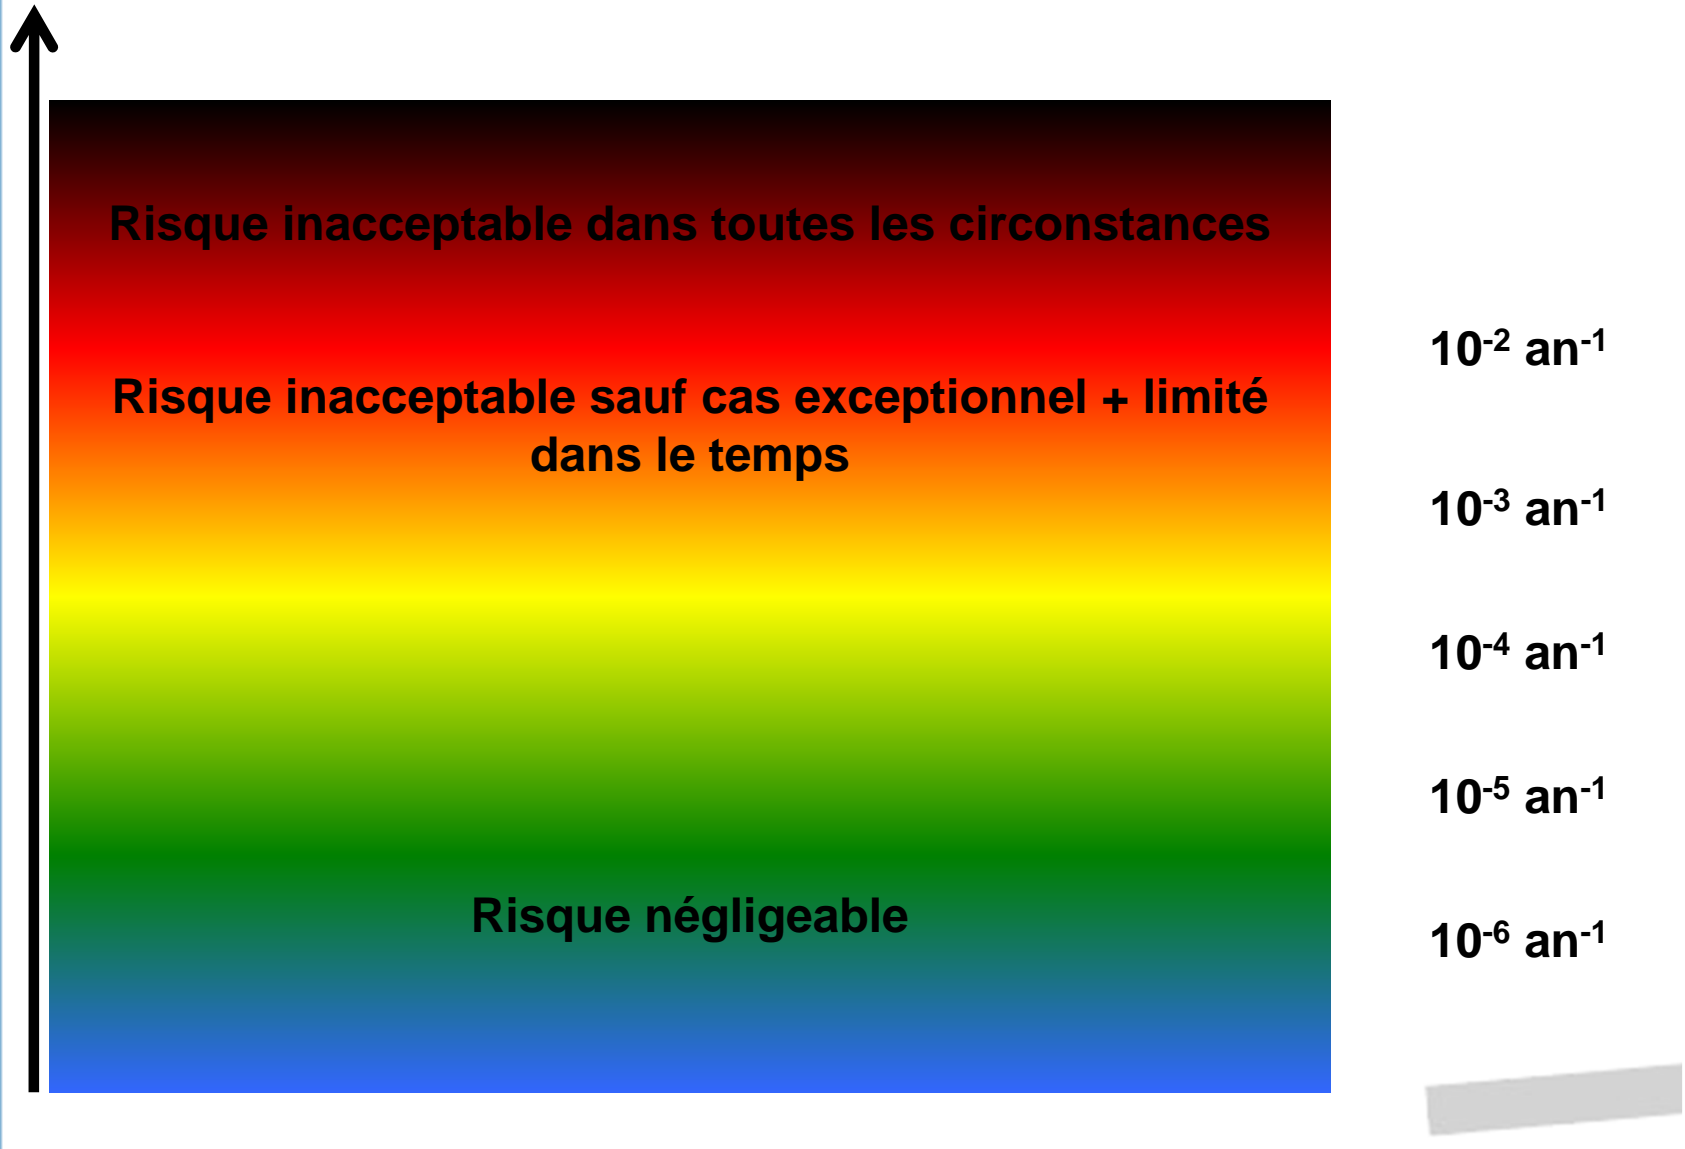 Risque inacceptable dans toutes les circonstances
10⁻² an⁻¹
Risque inacceptable sauf cas exceptionnel + limité
dans le temps
10⁻³ an⁻¹
10⁻⁴ an⁻¹
10⁻⁵ an⁻¹
Risque négligeable
10⁻⁶ an⁻¹